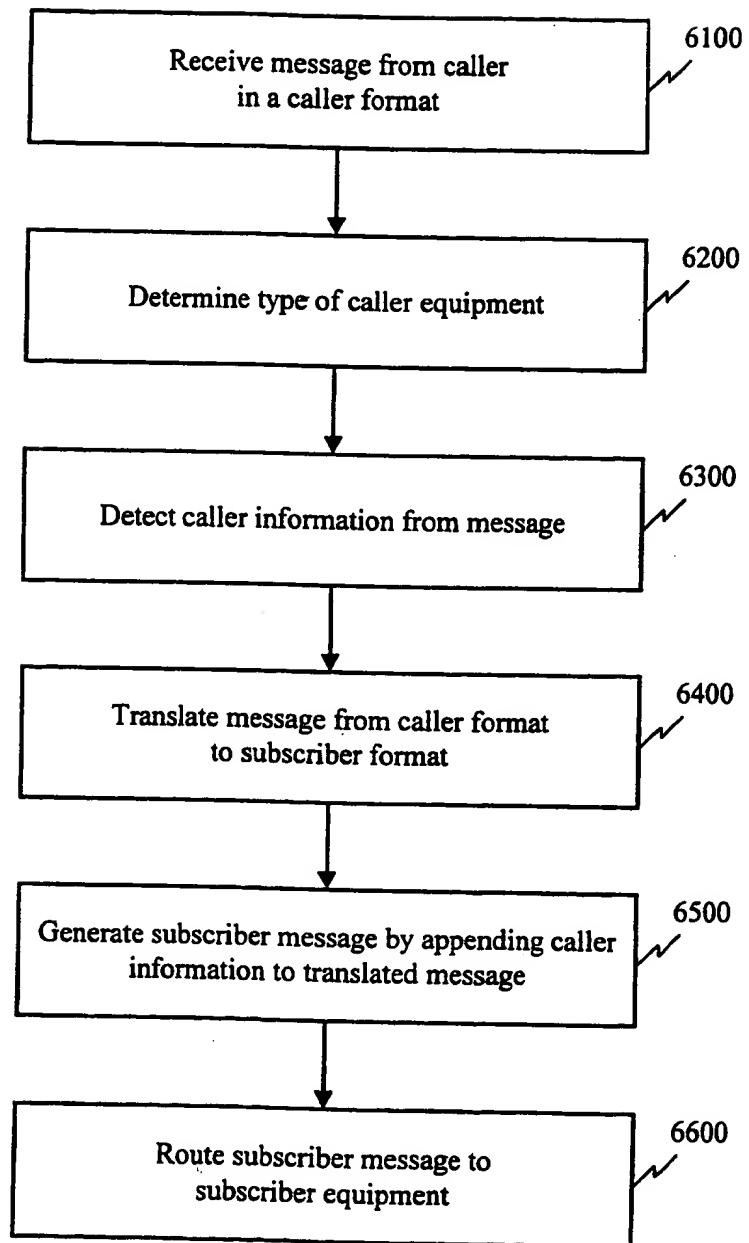 6100
Receive message from caller
in a caller format
6200
Determine type of caller equipment
6300
Detect caller information from message
6400
Translate message from caller format
to subscriber format
6500
Generate subscriber message by appending caller
information to translated message
6600
Route subscriber message to
subscriber equipment